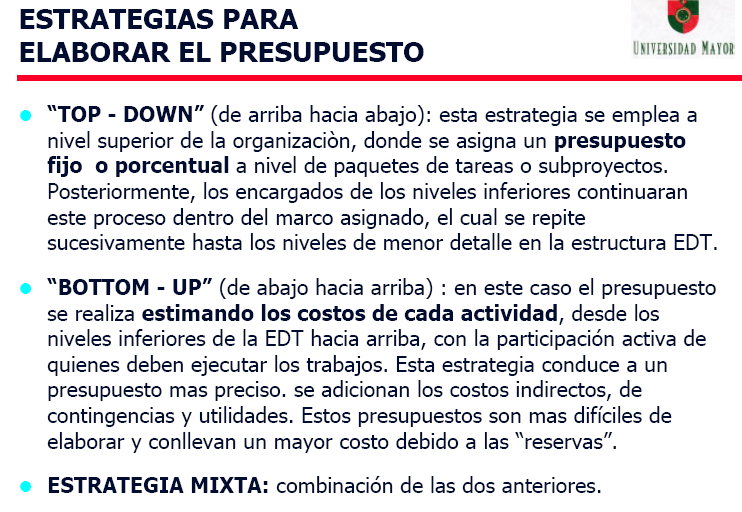 ESTRATEGIAS PARA
ELABORAR EL PRESUPUESTO
UNIVERSIDAD MAYOR
“TOP - DOWN” (de arriba hacia abajo): esta estrategia se emplea a
nivel superior de la organizaciòn, donde se asigna un presupuesto
fijo o porcentual a nivel de paquetes de tareas o subproyectos.
Posteriormente, los encargados de los niveles inferiores continuaran
este proceso dentro del marco asignado, el cual se repite
sucesivamente hasta los niveles de menor detalle en la estructura EDT.
“BOTTOM - UP” (de abajo hacia arriba) : en este caso el presupuesto
se realiza estimando los costos de cada actividad, desde los
niveles inferiores de la EDT hacia arriba, con la participación activa de
quienes deben ejecutar los trabajos. Esta estrategia conduce a un
presupuesto mas preciso. se adicionan los costos indirectos, de
contingencias y utilidades. Estos presupuestos son mas difíciles de
elaborar y conllevan un mayor costo debido a las “reservas”.
ESTRATEGIA MIXTA: combinación de las dos anteriores.